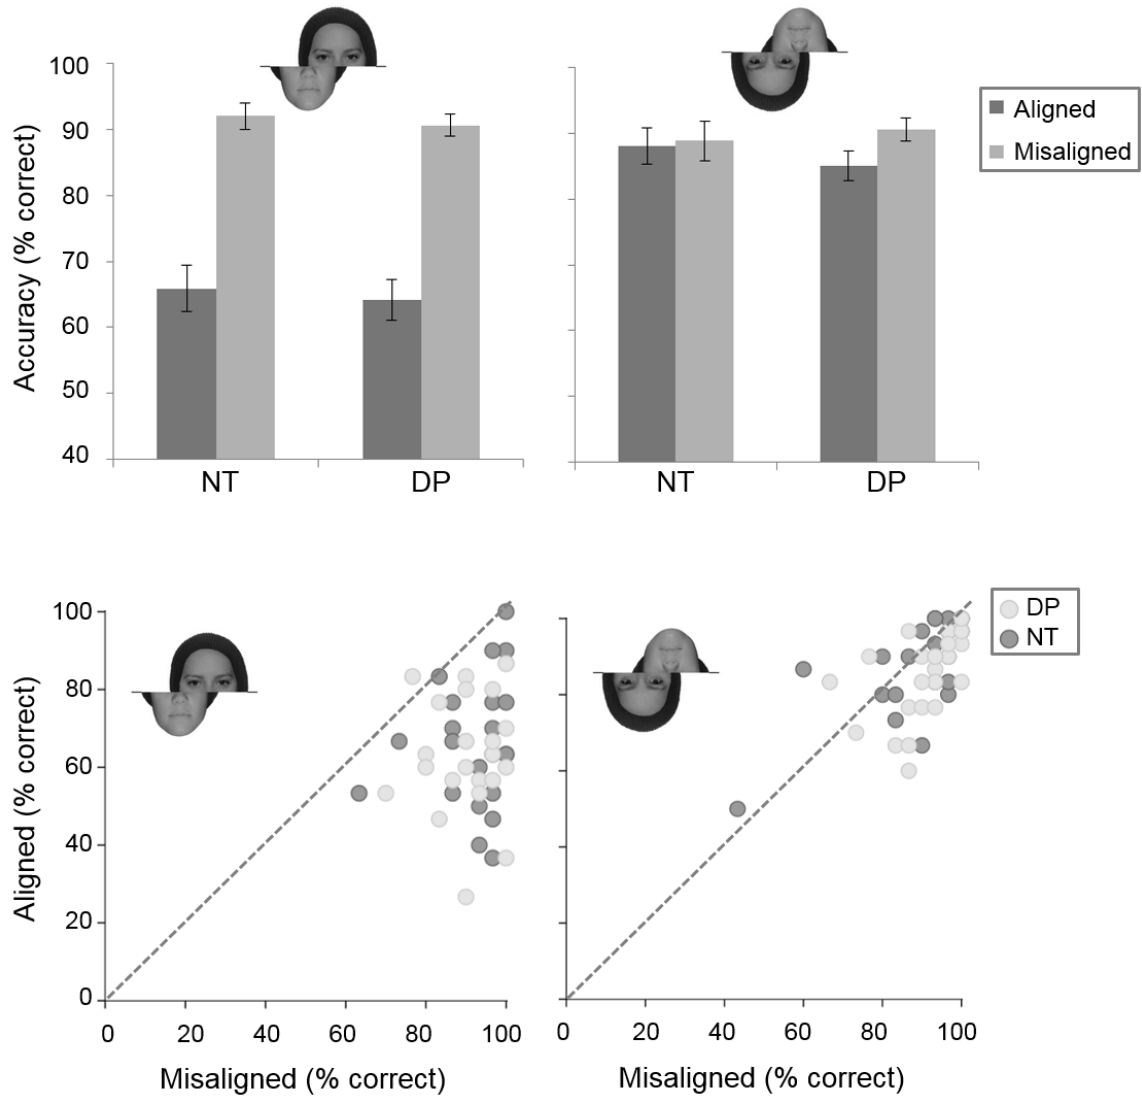 100
90
80
70
60
50
40
Accuracy (% correct)
NT DP
NT DP
Aligned
Misaligned
100
80
60
40
20
0
Aligned (% correct)
0 20 40 60 80 100
Misaligned (% correct)
0 20 40 60 80 100
Misaligned (% correct)
DP
NT